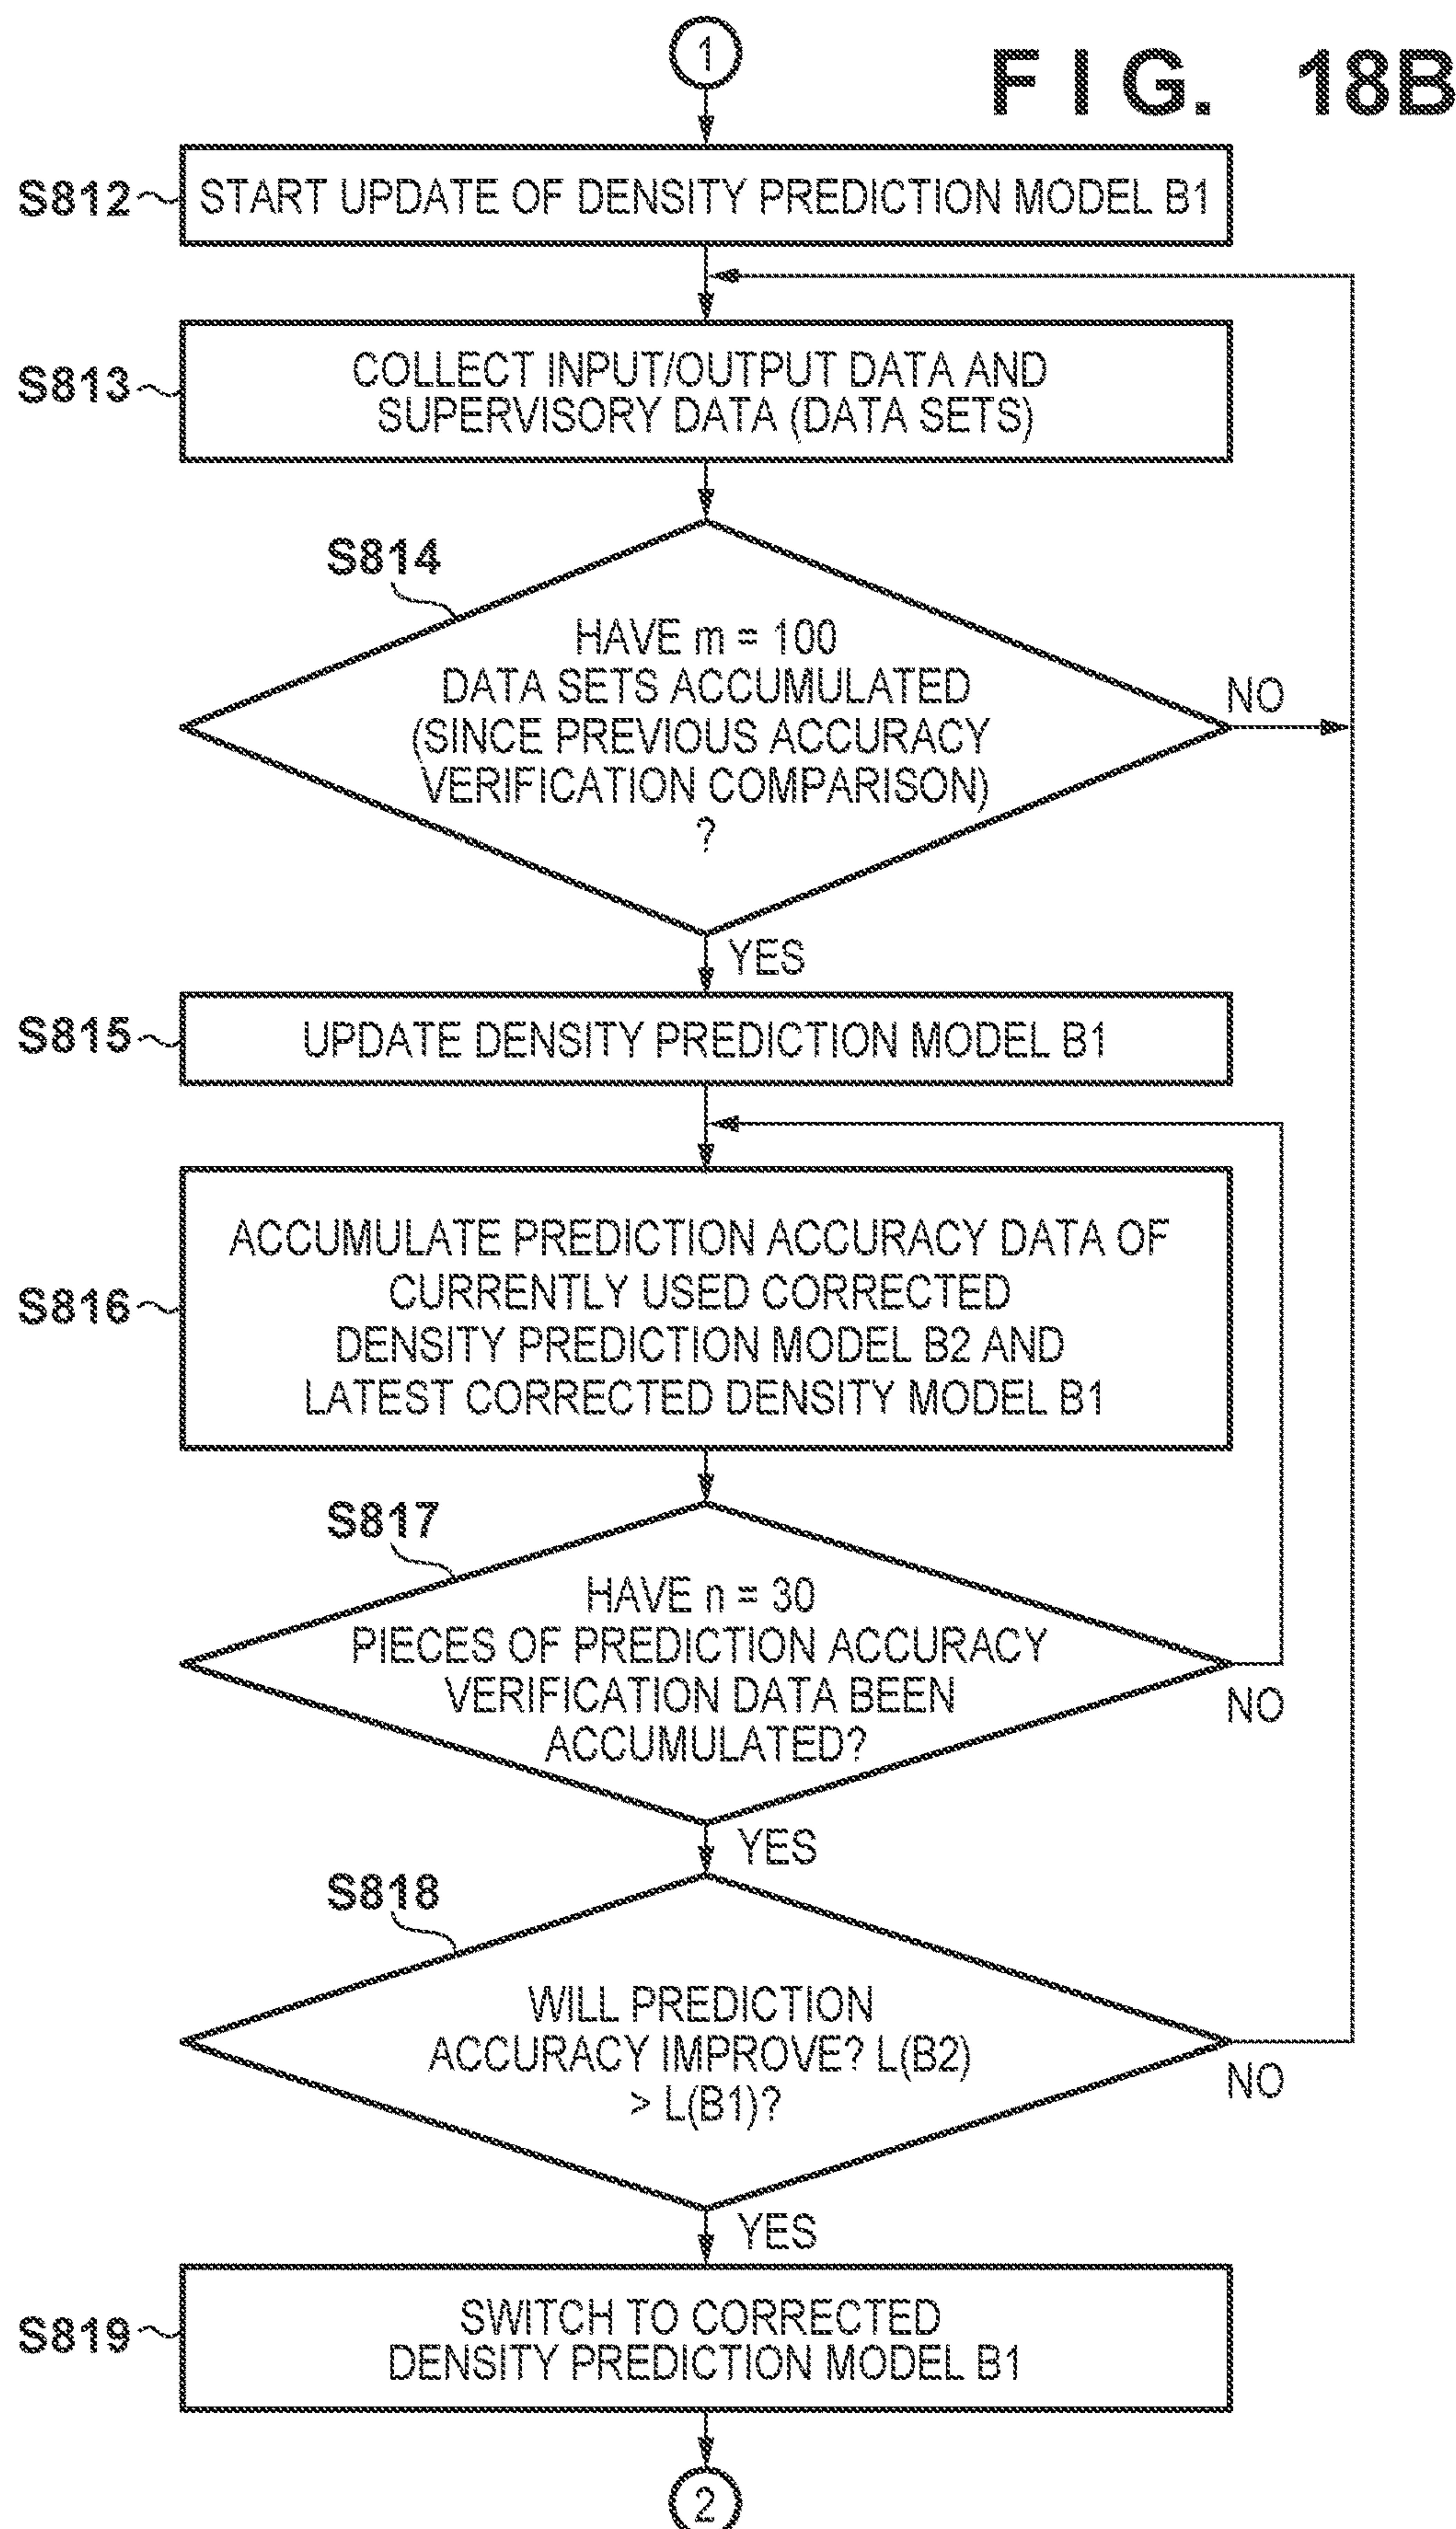 1
FIG. 18B
S812
START UPDATE OF DENSITY PREDICTION MODEL B1
S813
COLLECT INPUT/OUTPUT DATA AND
SUPERVISORY DATA (DATA SETS)
S814
HAVE m = 100
DATA SETS ACCUMULATED
(SINCE PREVIOUS ACCURACY
VERIFICATION COMPARISON)
?
NO
YES
S815
UPDATE DENSITY PREDICTION MODEL B1
S816
ACCUMULATE PREDICTION ACCURACY DATA OF
CURRENTLY USED CORRECTED
DENSITY PREDICTION MODEL B2 AND
LATEST CORRECTED DENSITY MODEL B1
S817
HAVE n = 30
PIECES OF PREDICTION ACCURACY
VERIFICATION DATA BEEN
ACCUMULATED?
NO
YES
S818
WILL PREDICTION
ACCURACY IMPROVE? L(B2)
> L(B1)?
NO
YES
S819
SWITCH TO CORRECTED
DENSITY PREDICTION MODEL B1
2